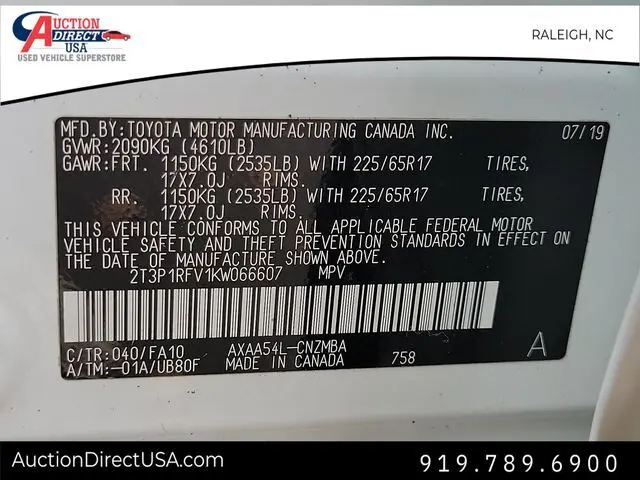 AUCTION
DIRECT
USA
USED VEHICLE SUPERSTORE
RALEIGH, NC
MFD.BY:TOYOTA MOTOR MANUFACTURING CANADA INC. 07/19
GVWR:2090KG (4610LB)
GAWR:FRT. 1150KG (2535LB) WITH 225/65R17 TIRES,
17X7.0J RIMS.
RR. 1150KG (2535LB) WITH 225/65R17 TIRES,
17X7.0J RIMS.
THIS VEHICLE CONFORMS TO ALL APPLICABLE FEDERAL MOTOR
VEHICLE SAFETY AND THEFT PREVENTION STANDARDS IN EFFECT ON
THE DATE OF MANUFACTURE SHOWN ABOVE.
2T3P1RFV1KW066607 MPV
C/TR:040/FA10 AXAA54L-CNZMBA A
A/TM:-01A/UB80F MADE IN CANADA 758
AuctionDirectUSA.com 919.789.6900